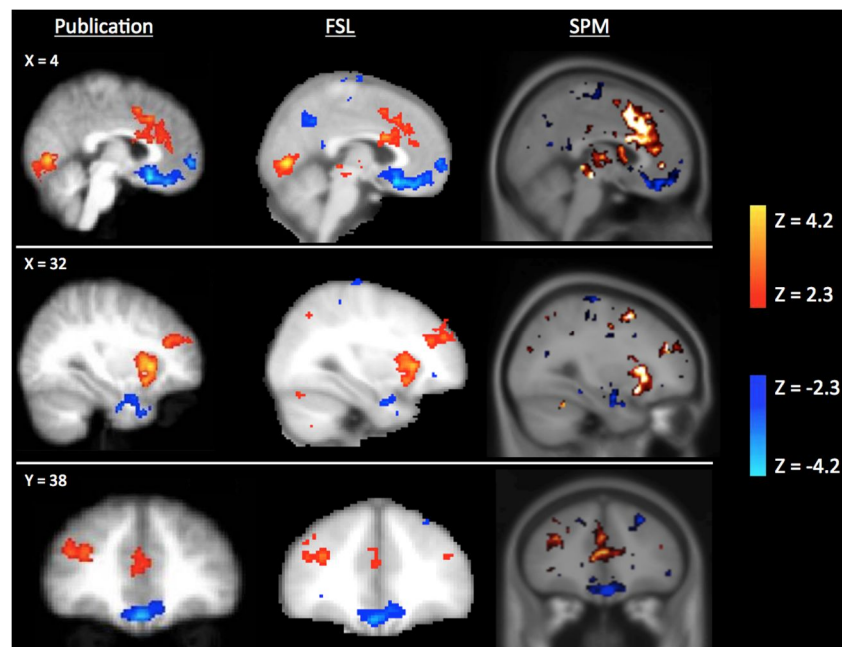 Publication FSL SPM
X = 4
X = 32
Y = 38
Z = 4.2
Z = 2.3
Z = -2.3
Z = -4.2